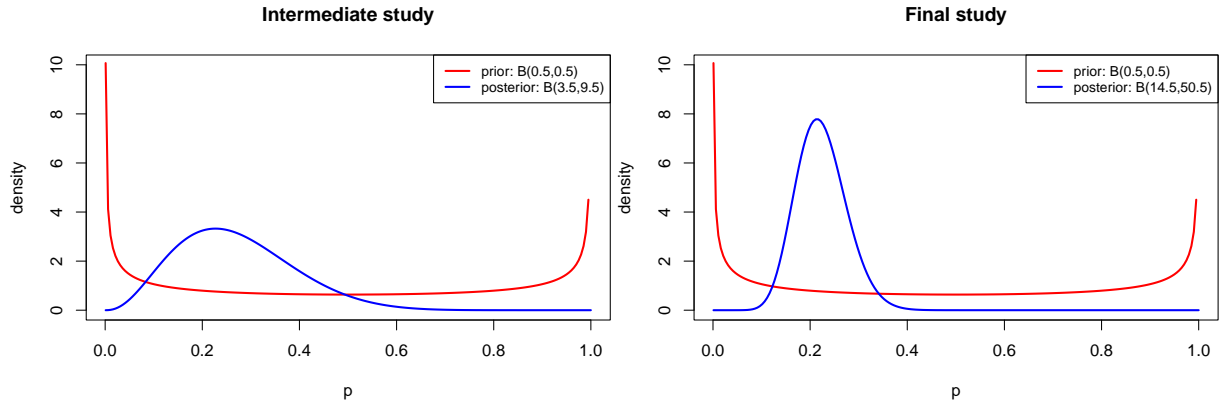 Intermediate study
10
8
6
4
2
0
density
prior: B(0.5,0.5)
posterior: B(3.5,9.5)
0.0 0.2 0.4 0.6 0.8 1.0
p
Final study
10
8
6
4
2
0
density
prior: B(0.5,0.5)
posterior: B(14.5,50.5)
0.0 0.2 0.4 0.6 0.8 1.0
p